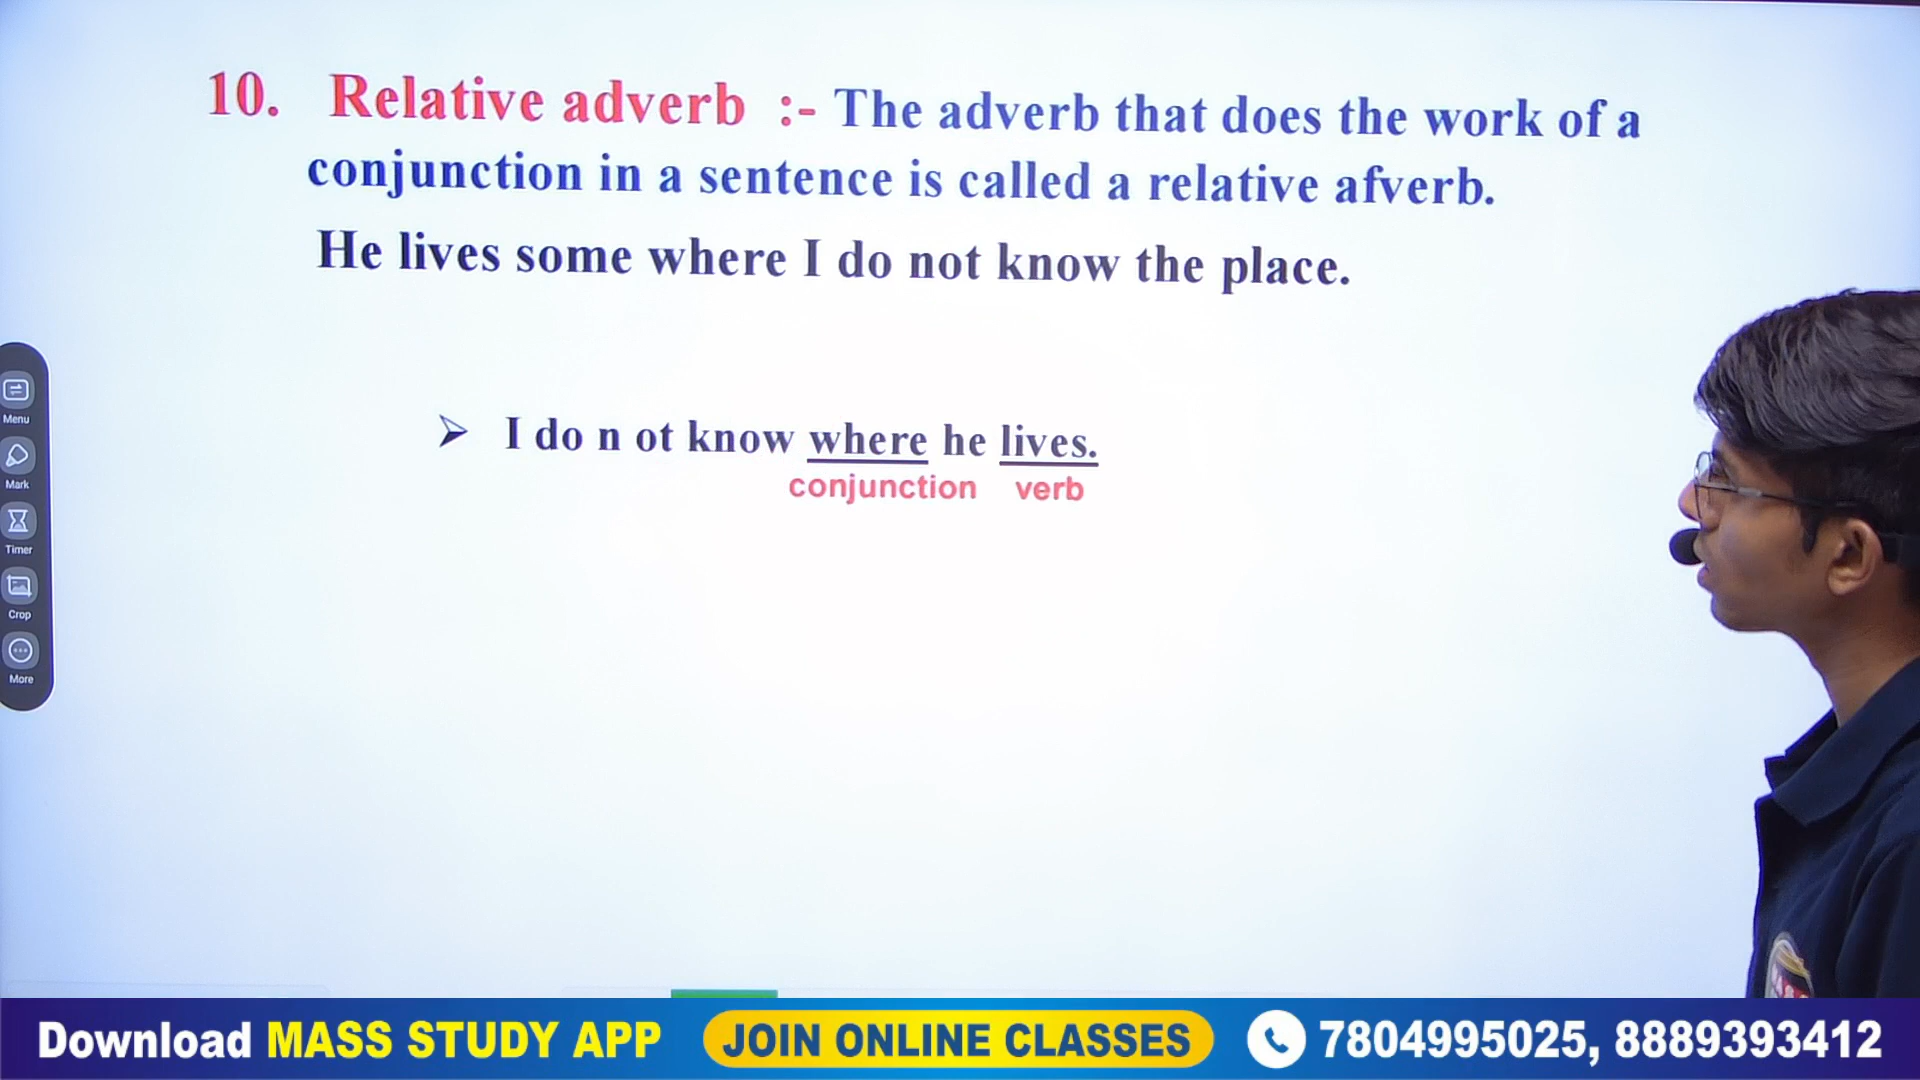 10. Relative adverb :- The adverb that does the work of a
conjunction in a sentence is called a relative afverb.
He lives some where I do not know the place.
➢ I do n ot know where he lives.
conjunction verb
Menu
Mark
Timer
Crop
More
Download MASS STUDY APP JOIN ONLINE CLASSES 7804995025, 8889393412